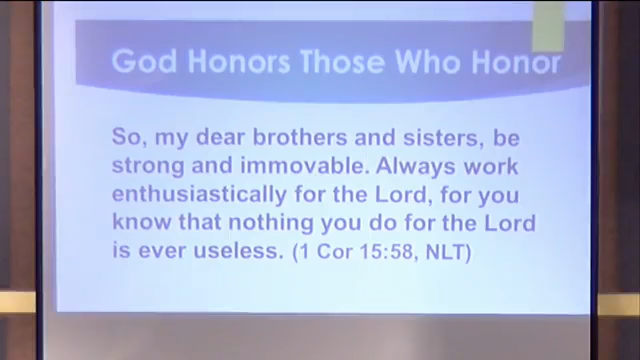 God Honors Those Who Honor
So, my dear brothers and sisters, be
strong and immovable. Always work
enthusiastically for the Lord, for you
know that nothing you do for the Lord
is ever useless. (1 Cor 15:58, NLT)